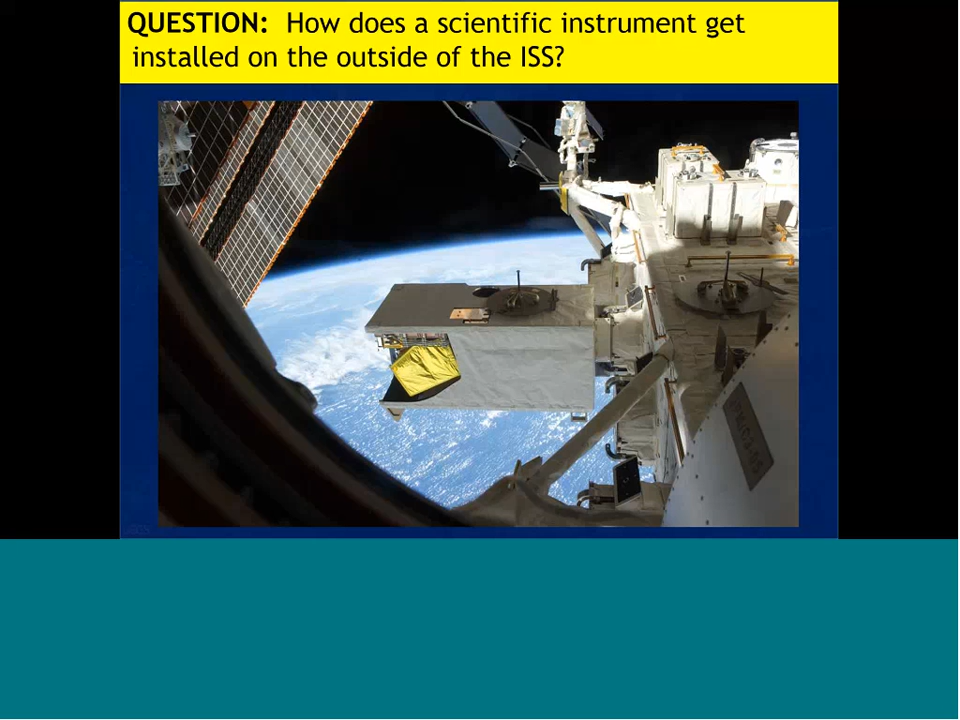 QUESTION: How does a scientific instrument get
installed on the outside of the ISS?